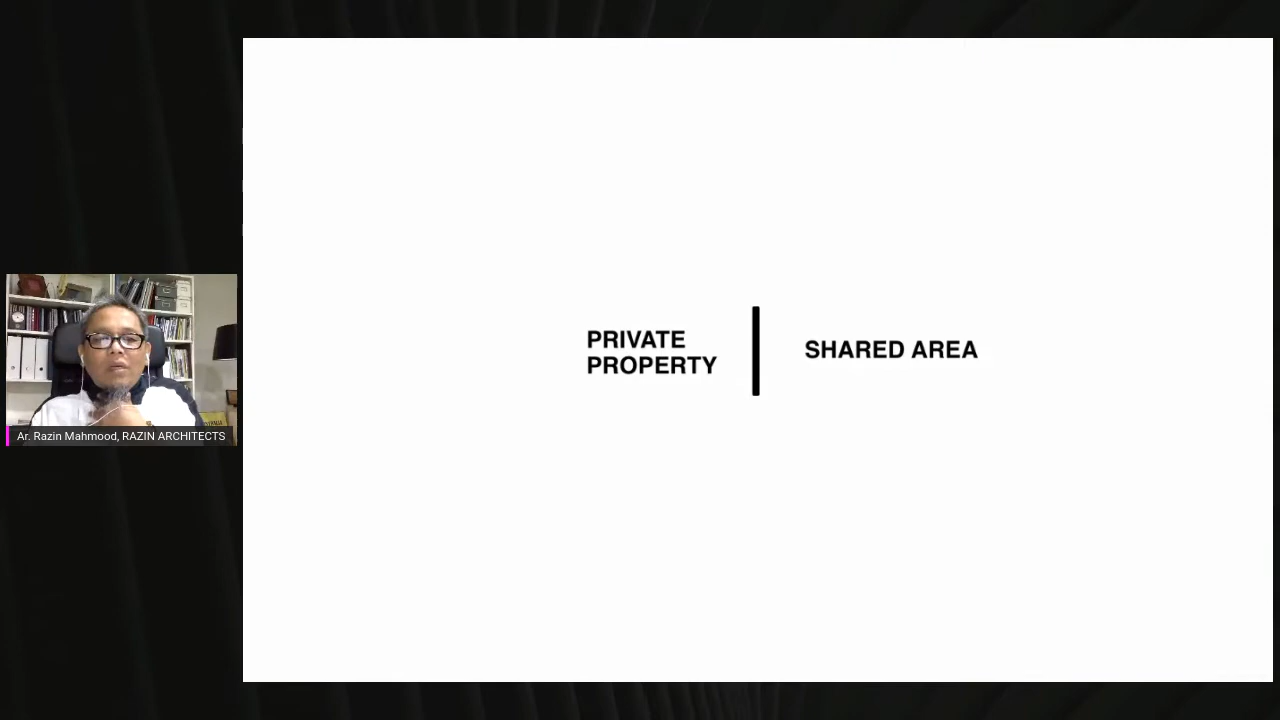 PRIVATE
PROPERTY
SHARED AREA
Ar. Razin Mahmood, RAZIN ARCHITECTS